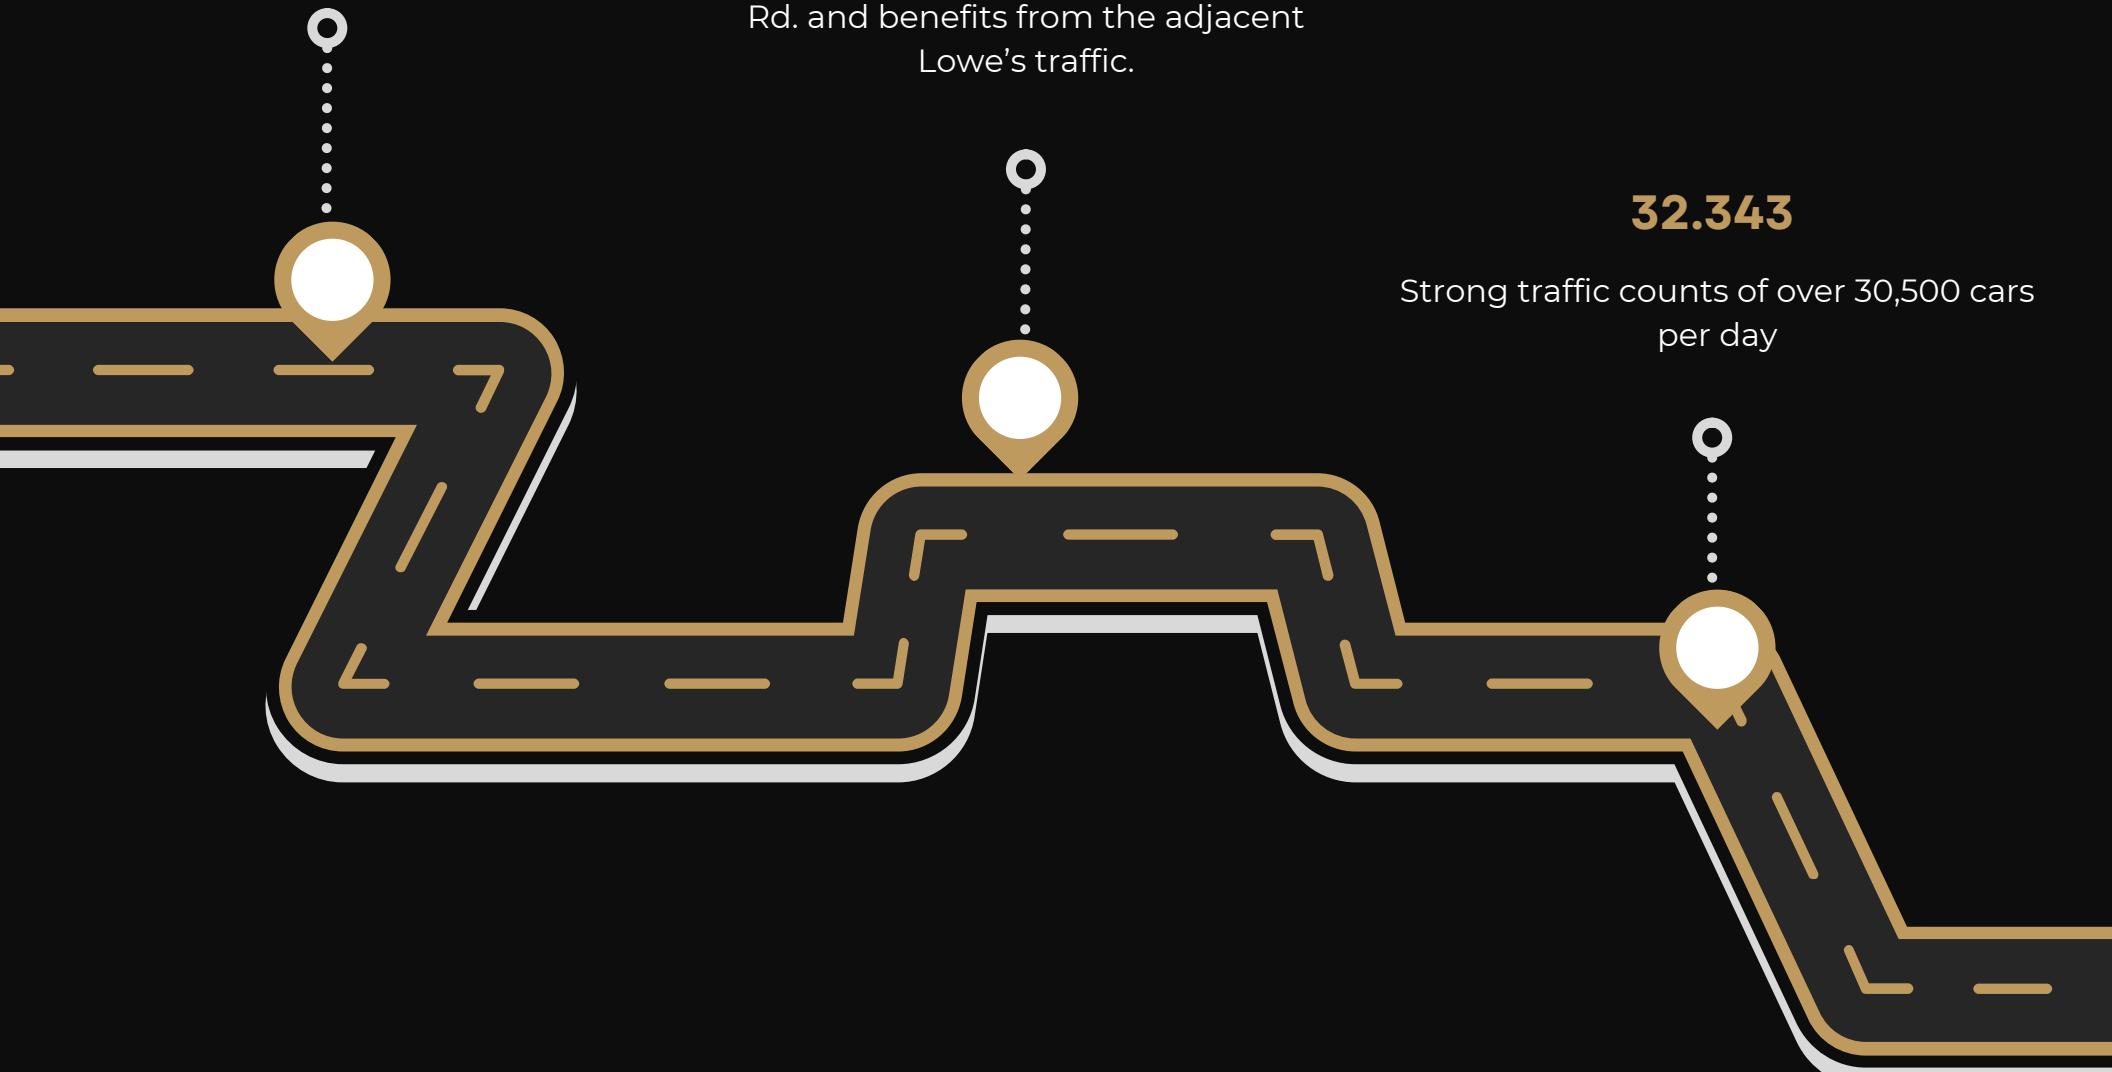 Rd. and benefits from the adjacent
Lowe’s traffic.
32.343
Strong traffic counts of over 30,500 cars
per day